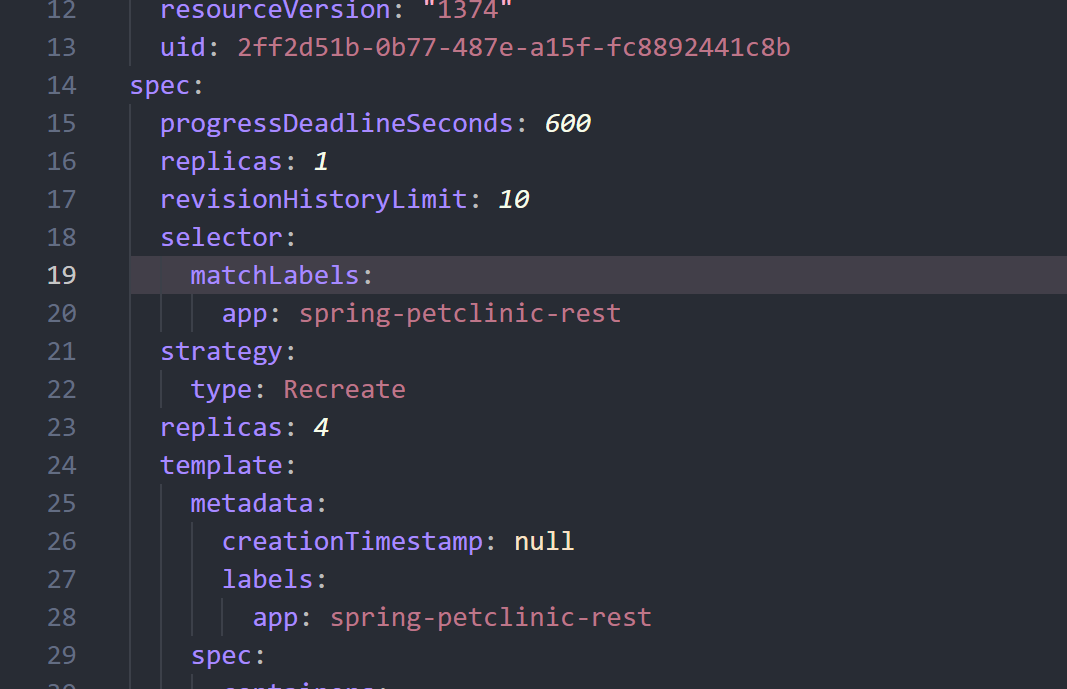 12 resourceVersion: "1374"
13 uid: 2ff2d51b-0b77-487e-a15f-fc8892441c8b
14 spec:
15 progressDeadlineSeconds: 600
16 replicas: 1
17 revisionHistoryLimit: 10
18 selector:
19 matchLabels:
20 app: spring-petclinic-rest
21 strategy:
22 type: Recreate
23 replicas: 4
24 template:
25 metadata:
26 creationTimestamp: null
27 labels:
28 app: spring-petclinic-rest
29 spec: